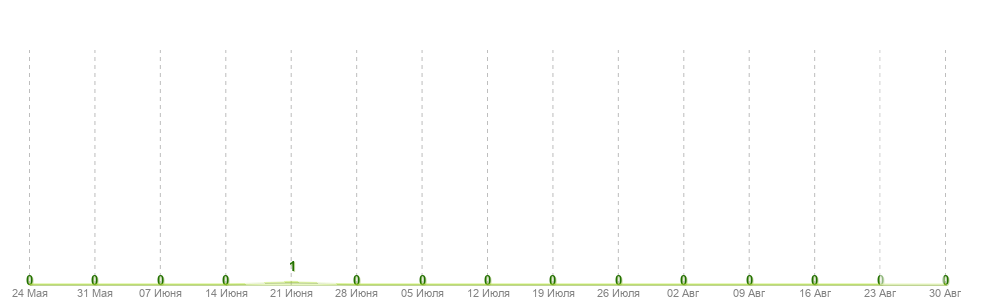 1
0 0 0 0 0 0 0 0 0 0 0 0 0 0
24 Мая 31 Мая 07 Июня 14 Июня 21 Июня 28 Июня 05 Июля 12 Июля 19 Июля 26 Июля 02 Авг 09 Авг 16 Авг 23 Авг 30 Авг